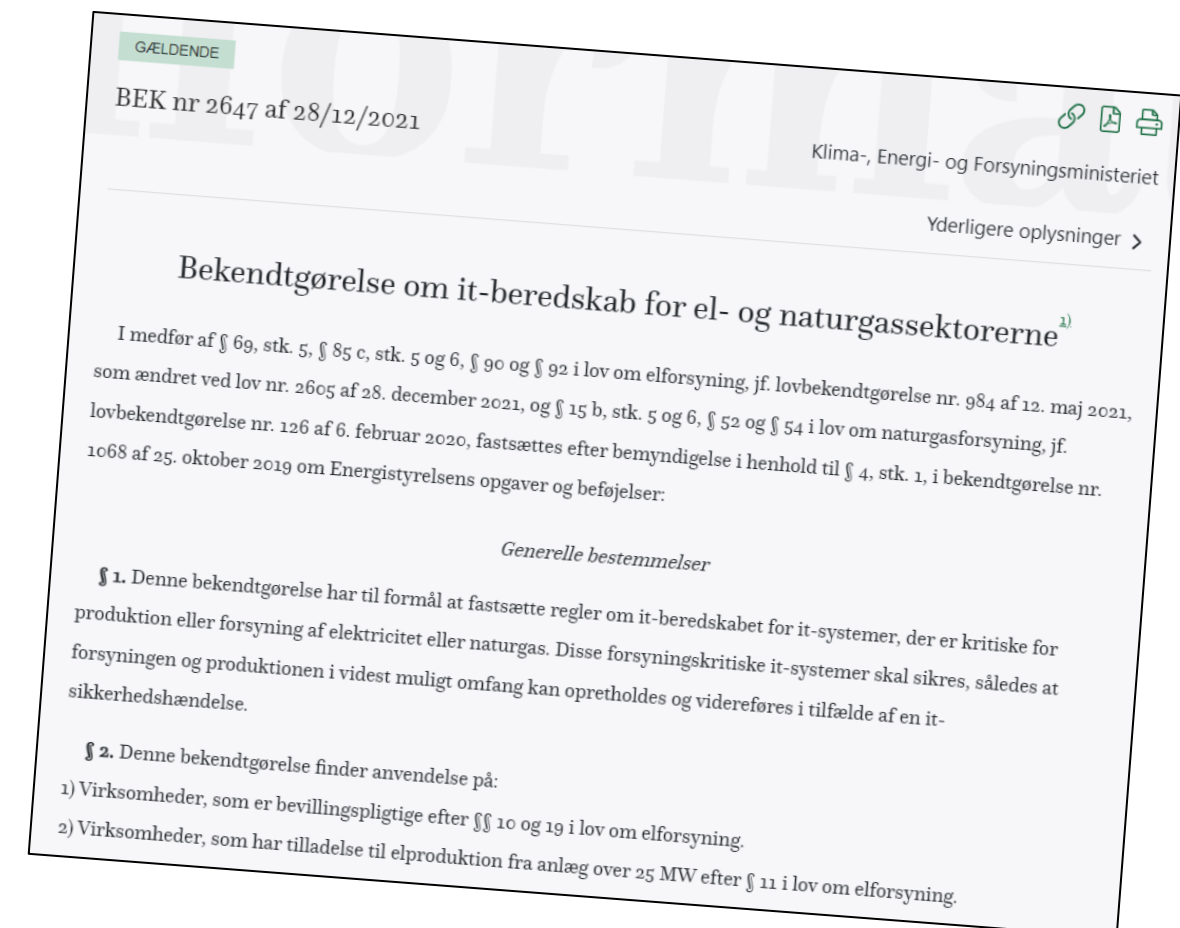 GÆLDENDE
BEK nr 2647 af 28/12/2021
Klima-, Energi- og Forsyningsministeriet
Yderligere oplysninger
Bekendtgørelse om it-beredskab for el- og naturgassektorerne1)
I medfør af § 69, stk. 5, § 85 c, stk. 5 og 6, § 90 og § 92 i lov om elforsyning, jf. lovbekendtgørelse nr. 984 af 12. maj 2021,
som ændret ved lov nr. 2605 af 28. december 2021, og § 15 b, stk. 5 og 6, § 52 og § 54 i lov om naturgasforsyning, jf.
lovbekendtgørelse nr. 126 af 6. februar 2020, fastsættes efter bemyndigelse i henhold til § 4, stk. 1, i bekendtgørelse nr.
1068 af 25. oktober 2019 om Energistyrelsens opgaver og beføjelser:
Generelle bestemmelser
§ 1. Denne bekendtgørelse har til formål at fastsætte regler om it-beredskabet for it-systemer, der er kritiske for
produktion eller forsyning af elektricitet eller naturgas. Disse forsyningskritiske it-systemer skal sikres, således at
forsyningen og produktionen i videst muligt omfang kan opretholdes og videreføres i tilfælde af en it-
sikkerhedshændelse.
§ 2. Denne bekendtgørelse finder anvendelse på:
1) Virksomheder, som er bevillingspligtige efter §§ 10 og 19 i lov om elforsyning.
2) Virksomheder, som har tilladelse til elproduktion fra anlæg over 25 MW efter § 11 i lov om elforsyning.